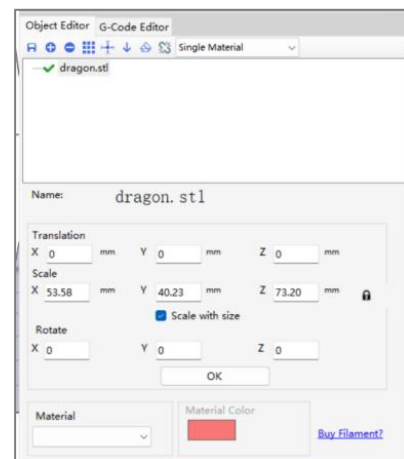 Object Editor G-Code Editor
Single Material
dragon.stl
Name: dragon.stl
Translation
X 0 mm Y 0 mm Z 0 mm
Scale
X 53.58 mm Y 40.23 mm Z 73.20 mm
Scale with size
Rotate
X 0 Y 0 Z 0
OK
Material Material Color
Buy Filament?